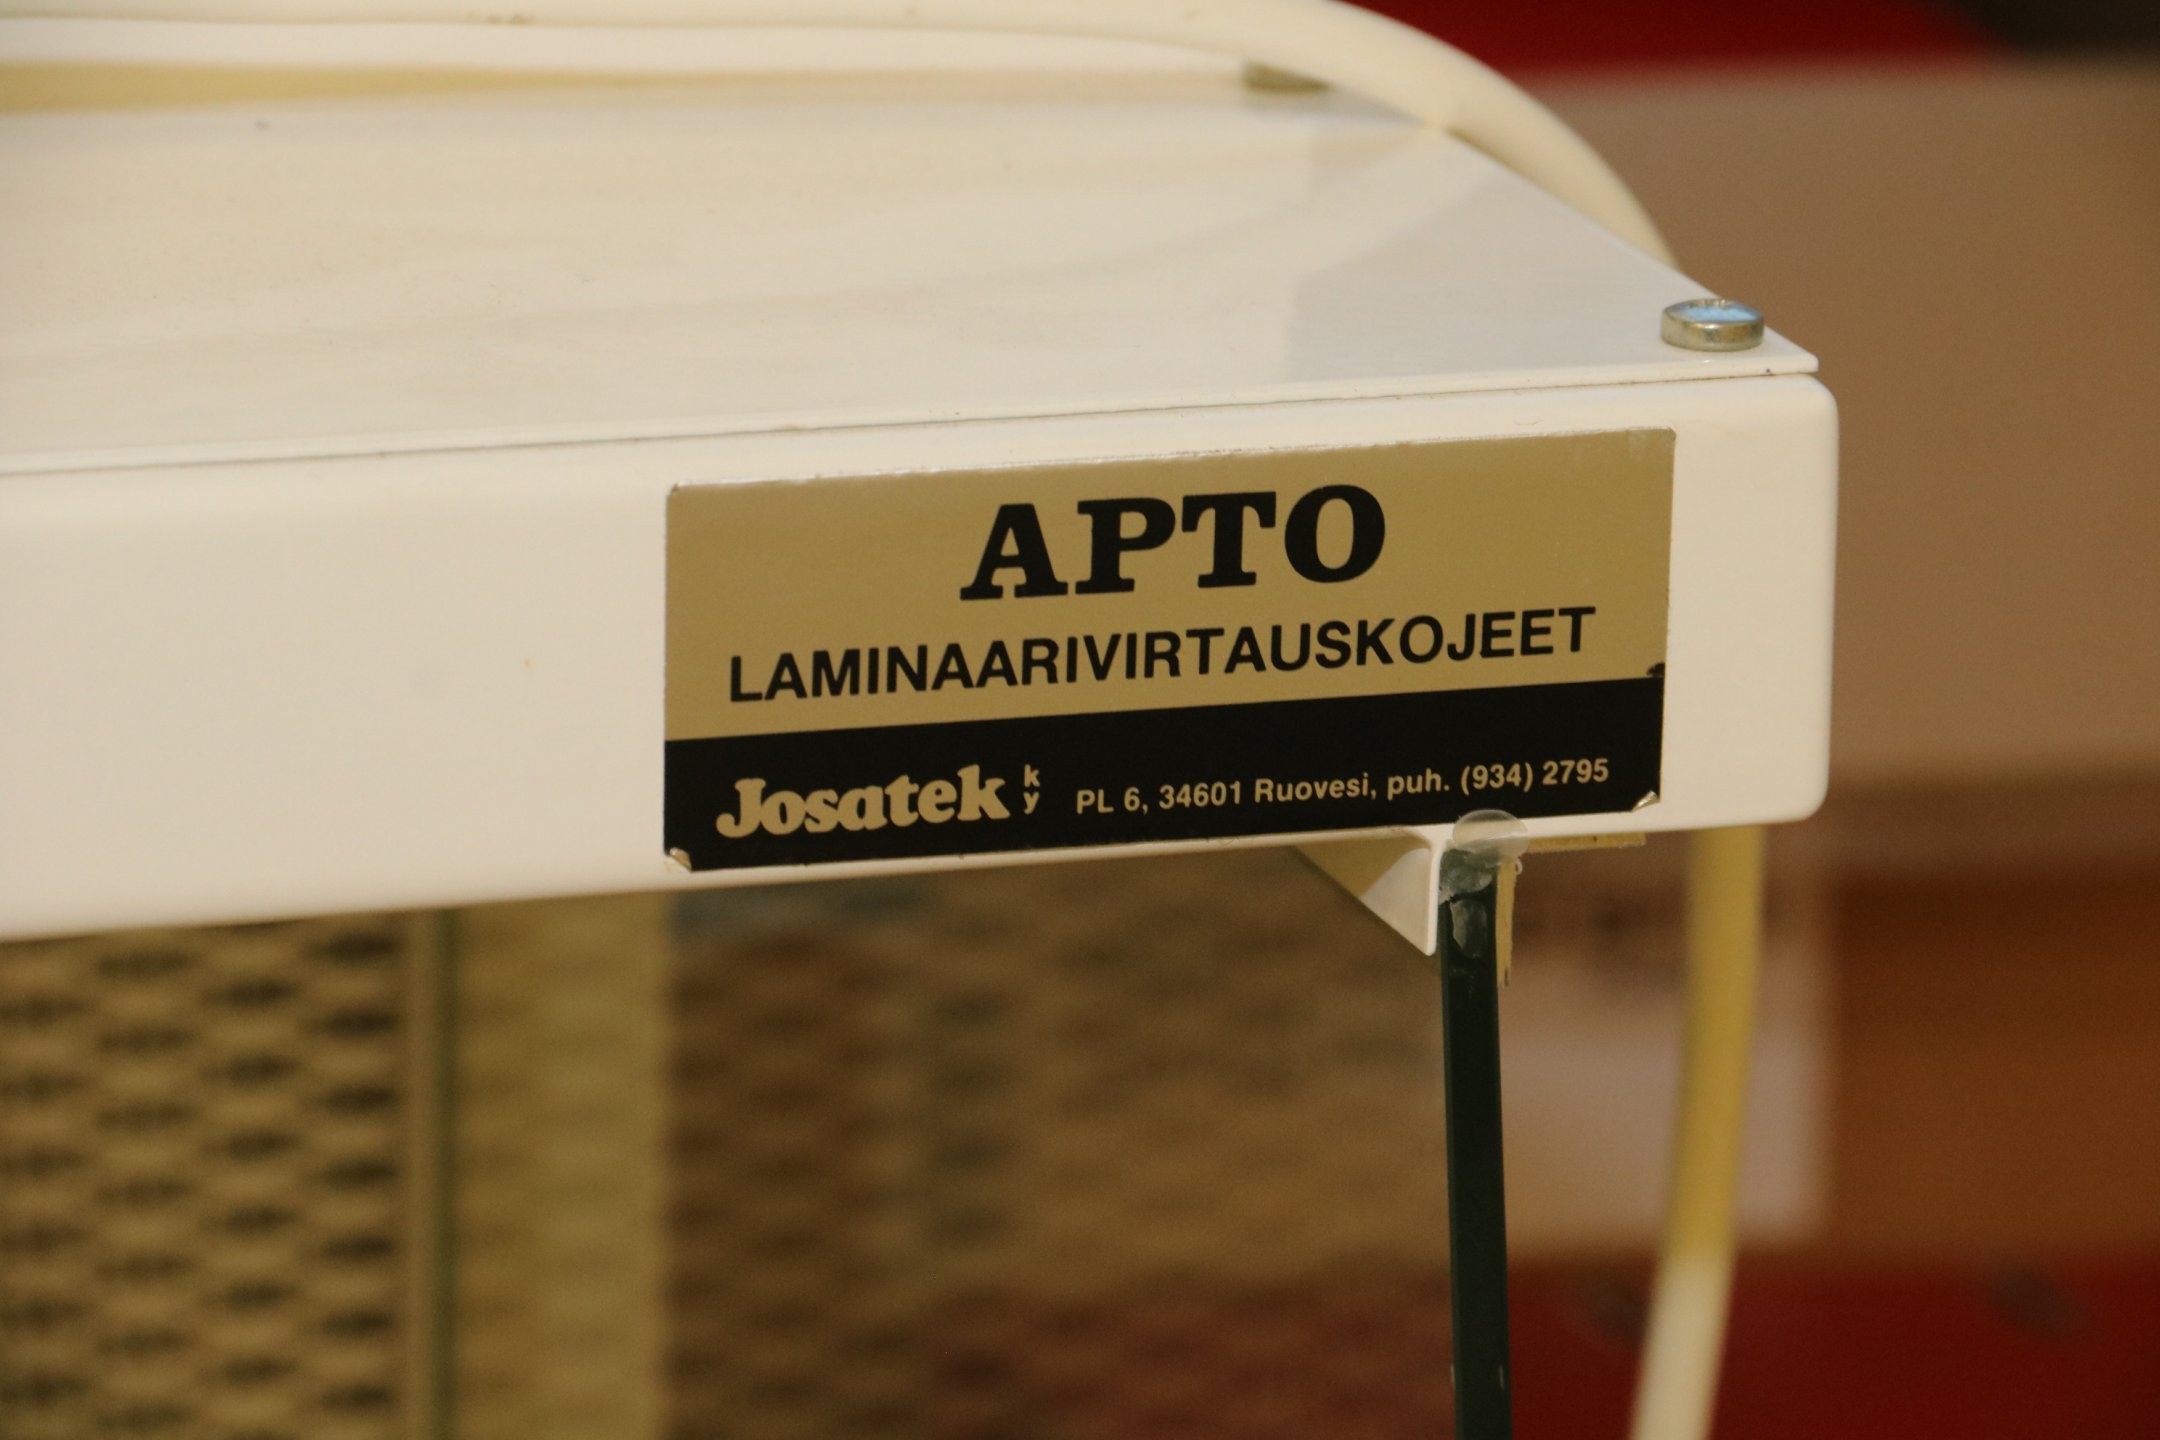 APTO
LAMINAARIVIRTAUSKOJEET
Josatek ky PL 6, 34601 Ruovesi, puh. (934) 2795